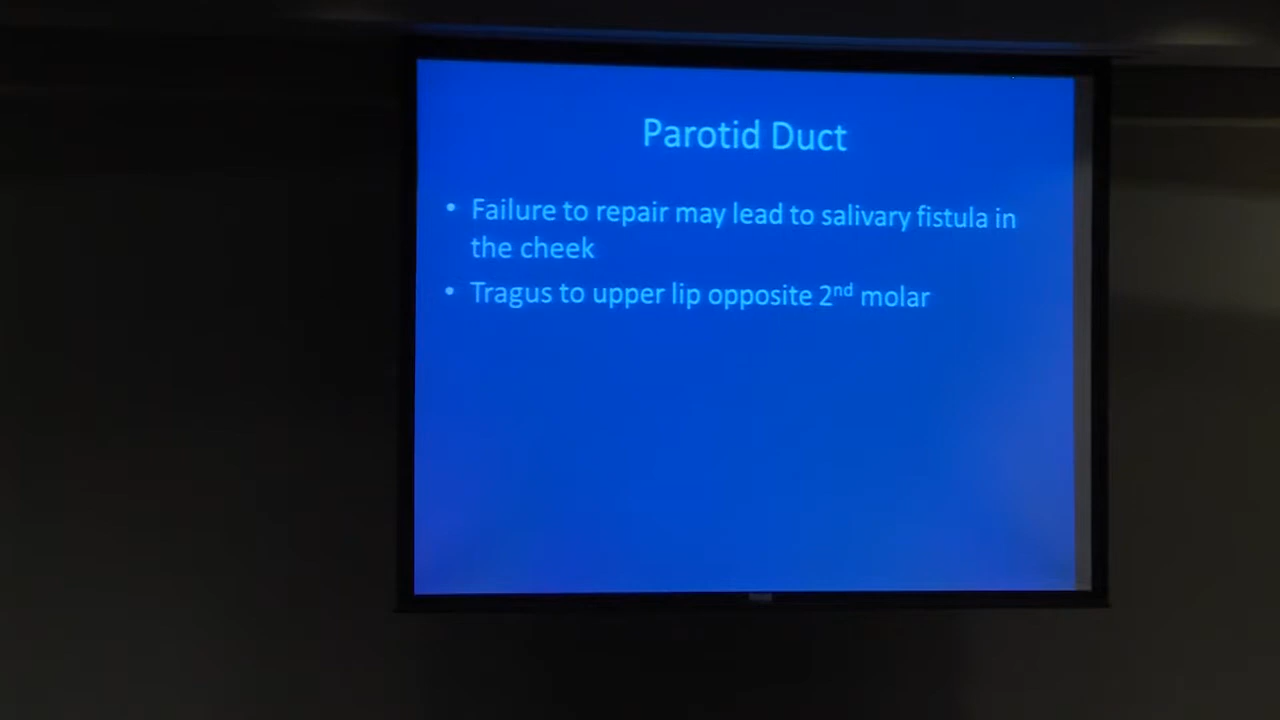 Parotid Duct
• Failure to repair may lead to salivary fistula in
the cheek
• Tragus to upper lip opposite 2nd molar